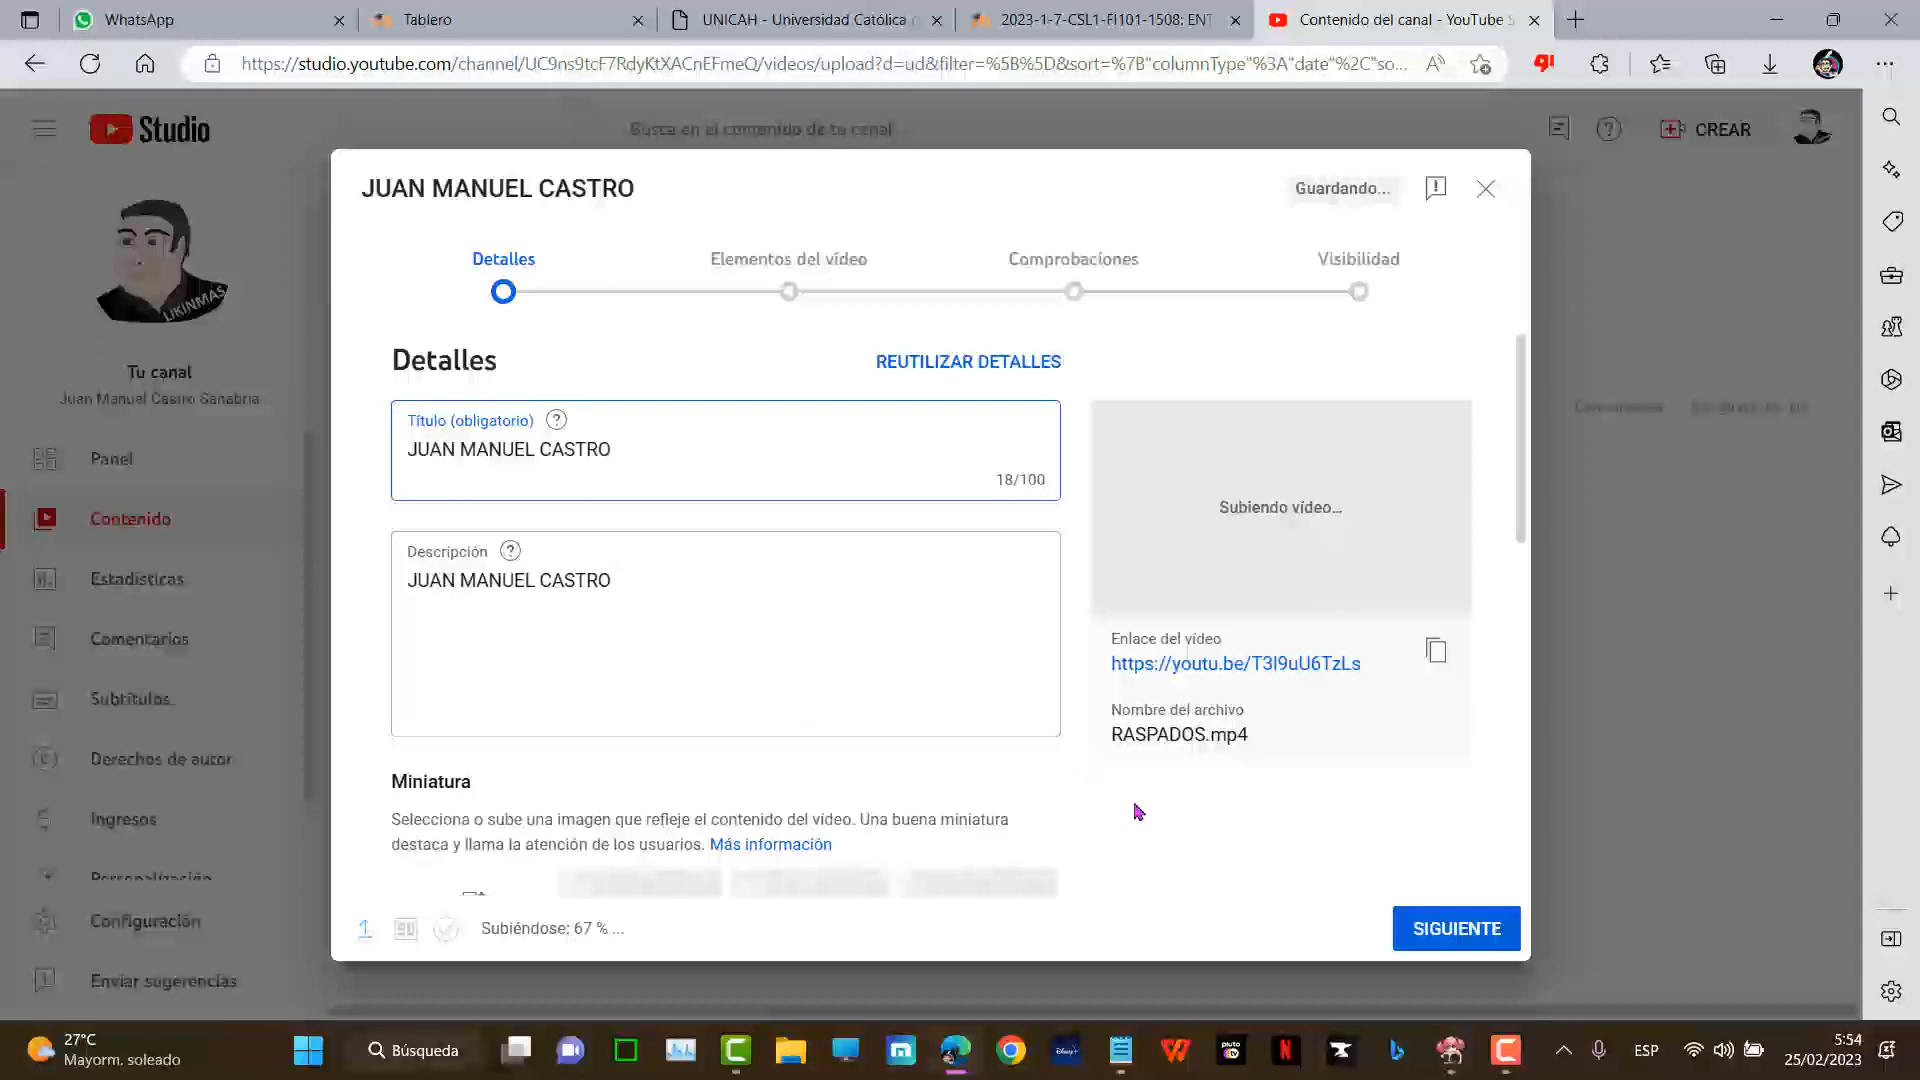 WhatsApp
Tablero
UNICAH - Universidad Católica
2023-1-7-CSL1-FI101-1508: ENT
Contenido del canal - YouTube S
https://studio.youtube.com/channel/UC9ns9tcF7RdyKtXACnEFmeQ/videos/upload?d=ud&filter=%5B%5D&sort=%7B"columnType"%3A"date"%2C"so...
Studio
Busca en el contenido de tu canal
CREAR
JUAN MANUEL CASTRO
Guardando...
Detalles
Elementos del vídeo
Comprobaciones
Visibilidad
LIKINMAS
Tu canal
Juan Manuel Castro Sanabria
Panel
Contenido
Estadísticas
Comentarios
Subtítulos
Derechos de autor
Ingresos
Personalización
Configuración
Enviar sugerencias
Detalles
REUTILIZAR DETALLES
Título (obligatorio)
JUAN MANUEL CASTRO
18/100
Descripción
JUAN MANUEL CASTRO
Subiendo vídeo...
Enlace del vídeo
https://youtu.be/T3I9uU6TzLs
Nombre del archivo
RASPADOS.mp4
Miniatura
Selecciona o sube una imagen que refleje el contenido del vídeo. Una buena miniatura
destaca y llama la atención de los usuarios. Más información
Subiéndose: 67 % ...
SIGUIENTE
27°C
Mayorm. soleado
Búsqueda
Disney+
pluto tv
ESP
5:54
25/02/2023